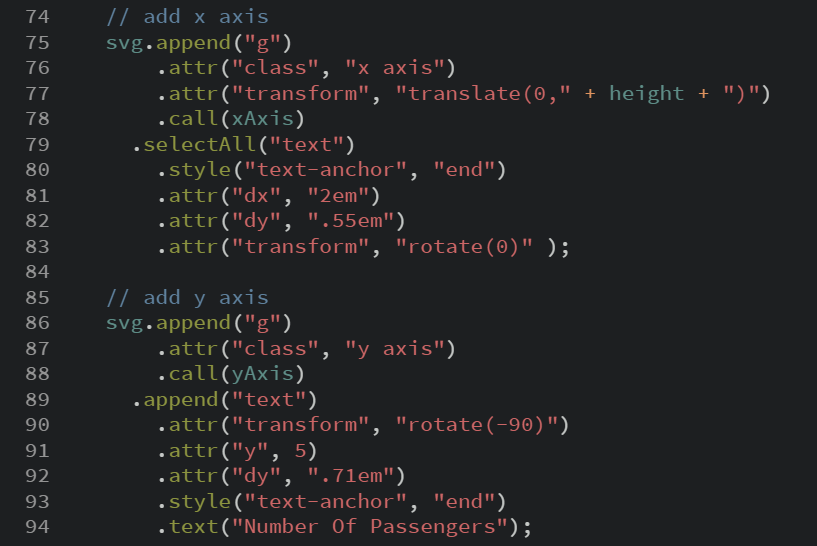 74 // add x axis
75 svg.append("g")
76 .attr("class", "x axis")
77 .attr("transform", "translate(0," + height + ")")
78 .call(xAxis)
79 .selectAll("text")
80 .style("text-anchor", "end")
81 .attr("dx", "2em")
82 .attr("dy", ".55em")
83 .attr("transform", "rotate(0)" );
84
85 // add y axis
86 svg.append("g")
87 .attr("class", "y axis")
88 .call(yAxis)
89 .append("text")
90 .attr("transform", "rotate(-90)")
91 .attr("y", 5)
92 .attr("dy", ".71em")
93 .style("text-anchor", "end")
94 .text("Number Of Passengers");